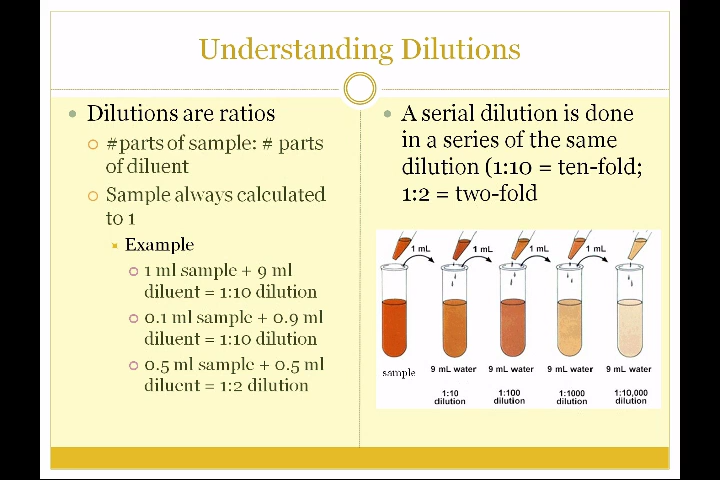 Understanding Dilutions
Dilutions are ratios
#parts of sample: # parts
of diluent
Sample always calculated
to 1
Example
1 ml sample + 9 ml
diluent = 1:10 dilution
0.1 ml sample + 0.9 ml
diluent = 1:10 dilution
0.5 ml sample + 0.5 ml
diluent = 1:2 dilution
A serial dilution is done
in a series of the same
dilution (1:10 = ten-fold;
1:2 = two-fold
1 mL 1 mL 1 mL 1 mL
sample 9 mL water 9 mL water 9 mL water 9 mL water
1:10 1:100 1:1000 1:10,000
dilution dilution dilution dilution